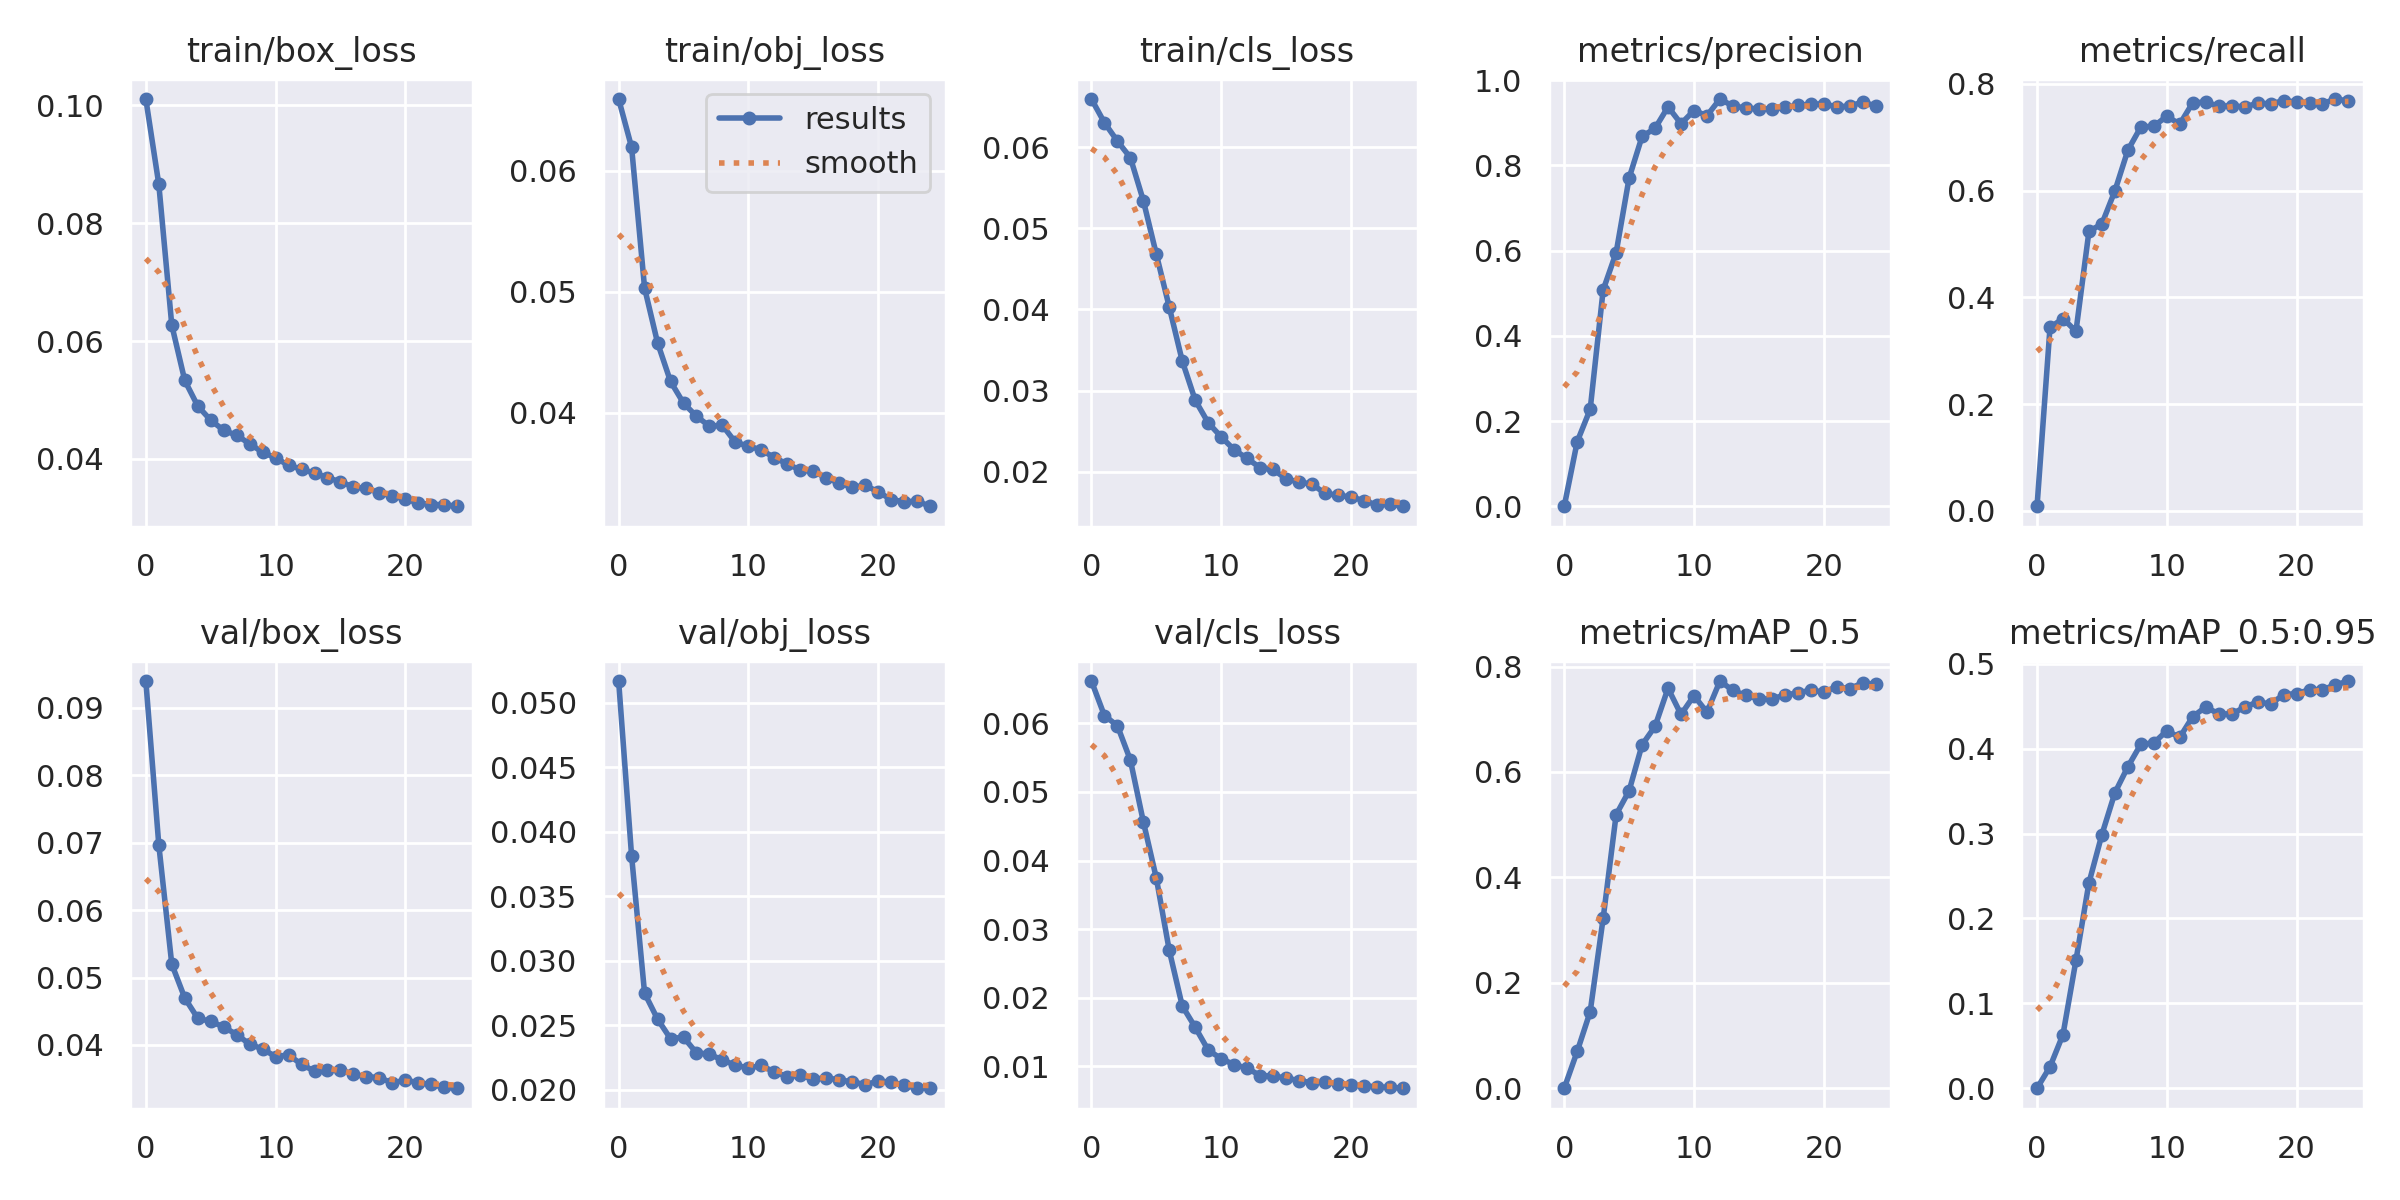 train/box_loss
0.10
0.08
0.06
0.04
0 10 20
train/obj_loss
results
smooth
0.06
0.05
0.04
0 10 20
train/cls_loss
0.06
0.05
0.04
0.03
0.02
0 10 20
metrics/precision
1.0
0.8
0.6
0.4
0.2
0.0
0 10 20
metrics/recall
0.8
0.6
0.4
0.2
0.0
0 10 20
val/box_loss
0.09
0.08
0.07
0.06
0.05
0.04
0 10 20
val/obj_loss
0.050
0.045
0.040
0.035
0.030
0.025
0.020
0 10 20
val/cls_loss
0.06
0.05
0.04
0.03
0.02
0.01
0 10 20
metrics/mAP_0.5
0.8
0.6
0.4
0.2
0.0
0 10 20
metrics/mAP_0.5:0.95
0.5
0.4
0.3
0.2
0.1
0.0
0 10 20